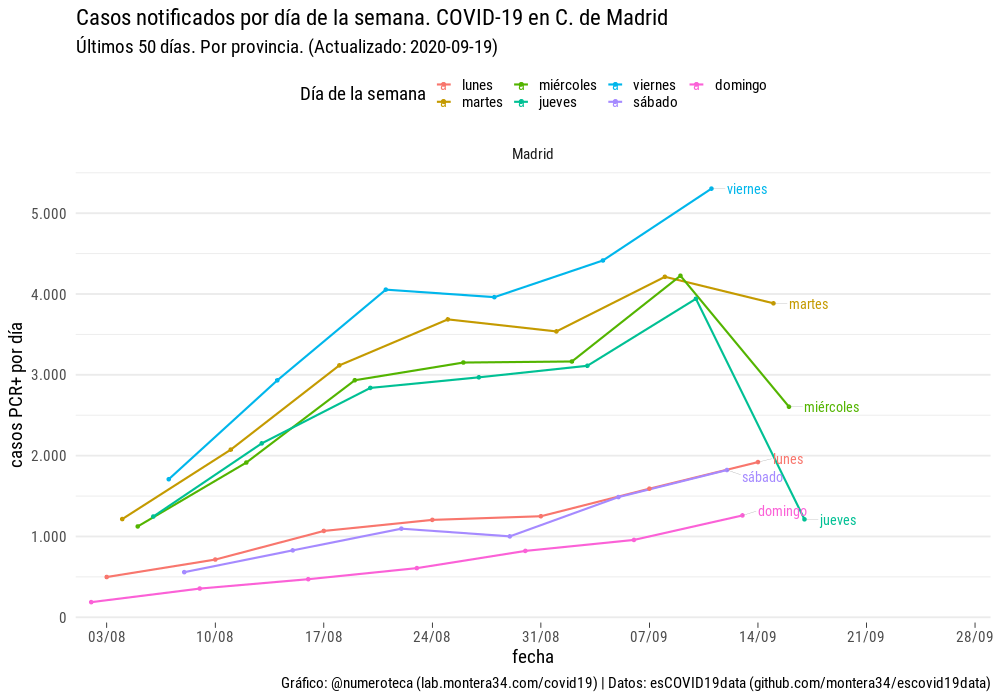 Casos notificados por día de la semana. COVID-19 en C. de Madrid
Últimos 50 días. Por provincia. (Actualizado: 2020-09-19)
Día de la semana
lunes
miércoles
viernes
domingo
martes
jueves
sábado
Madrid
casos PCR+ por día
5.000
4.000
3.000
2.000
1.000
0
viernes
martes
miércoles
lunes
sábado
domingo
jueves
03/08
10/08
17/08
24/08
31/08
07/09
14/09
21/09
28/09
fecha
Gráfico: @numeroteca (lab.montera34.com/covid19) | Datos: esCOVID19data (github.com/montera34/escovid19data)